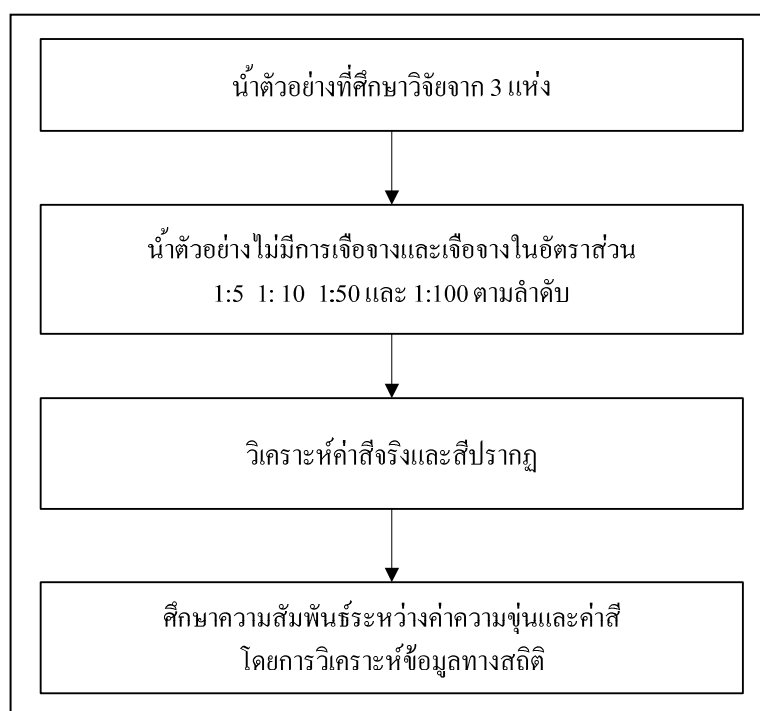 น้ำตัวอย่างที่ศึกษาวิจัยจาก 3 แห่ง
น้ำตัวอย่างไม่มีการเจือจางและเจือจางในอัตราส่วน
1:5 1: 10 1:50 และ 1:100 ตามลำดับ
วิเคราะห์ค่าสีจริงและสีปรากฏ
ศึกษาความสัมพันธ์ระหว่างค่าความขุ่นและค่าสี
โดยการวิเคราะห์ข้อมูลทางสถิติ